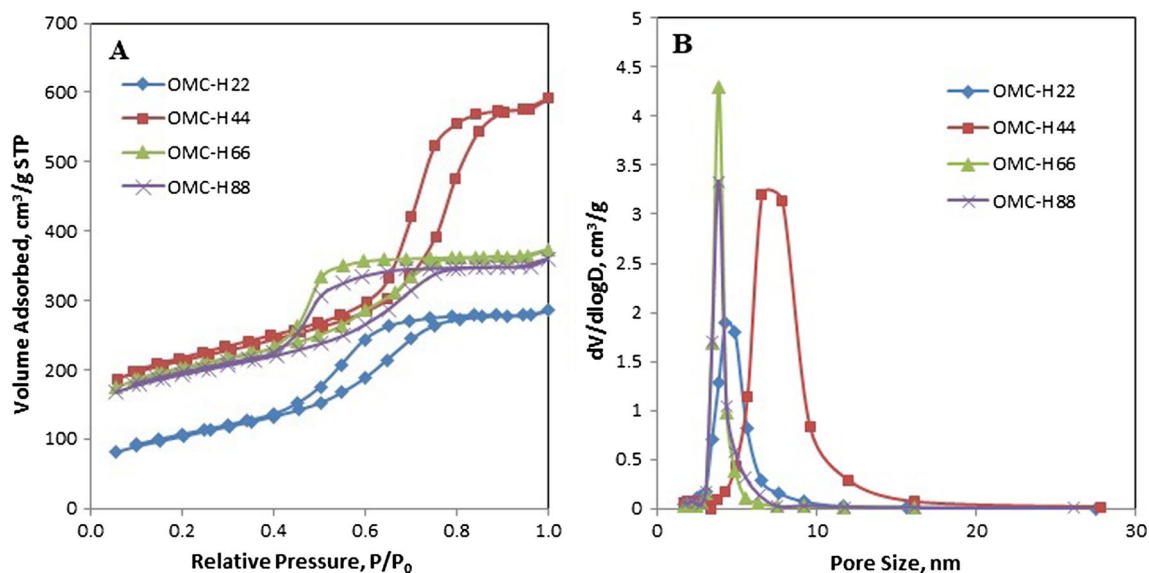 A
OMC-H22
OMC-H44
OMC-H66
OMC-H88
700
600
500
400
300
200
100
0
0.0 0.2 0.4 0.6 0.8 1.0
Volume Adsorbed, cm³/g STP
Relative Pressure, P/P₀
B
OMC-H22
OMC-H44
OMC-H66
OMC-H88
5
4.5
4
3.5
3
2.5
2
1.5
1
0.5
0
0 10 20 30
dV/dlogD, cm³/g
Pore Size, nm